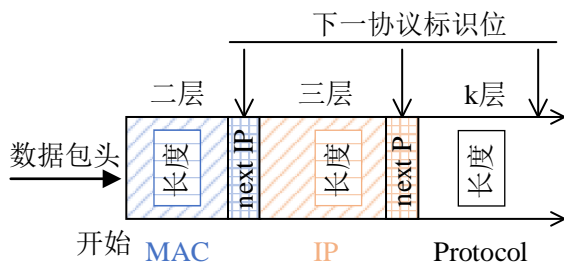 下一协议标识位
二层
三层
k层
数据包头
长度
next IP
长度
next P
长度
开始
MAC
IP
Protocol